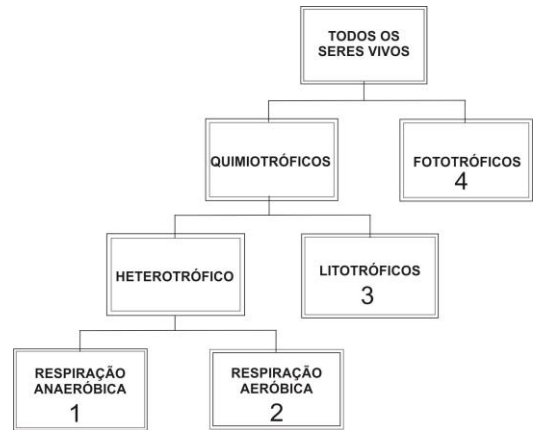 TODOS OS
SERES VIVOS
QUIMIOTRÓFICOS
FOTOTRÓFICOS
4
HETEROTRÓFICO
LITOTRÓFICOS
3
RESPIRAÇÃO
ANAERÓBICA
1
RESPIRAÇÃO
AERÓBICA
2